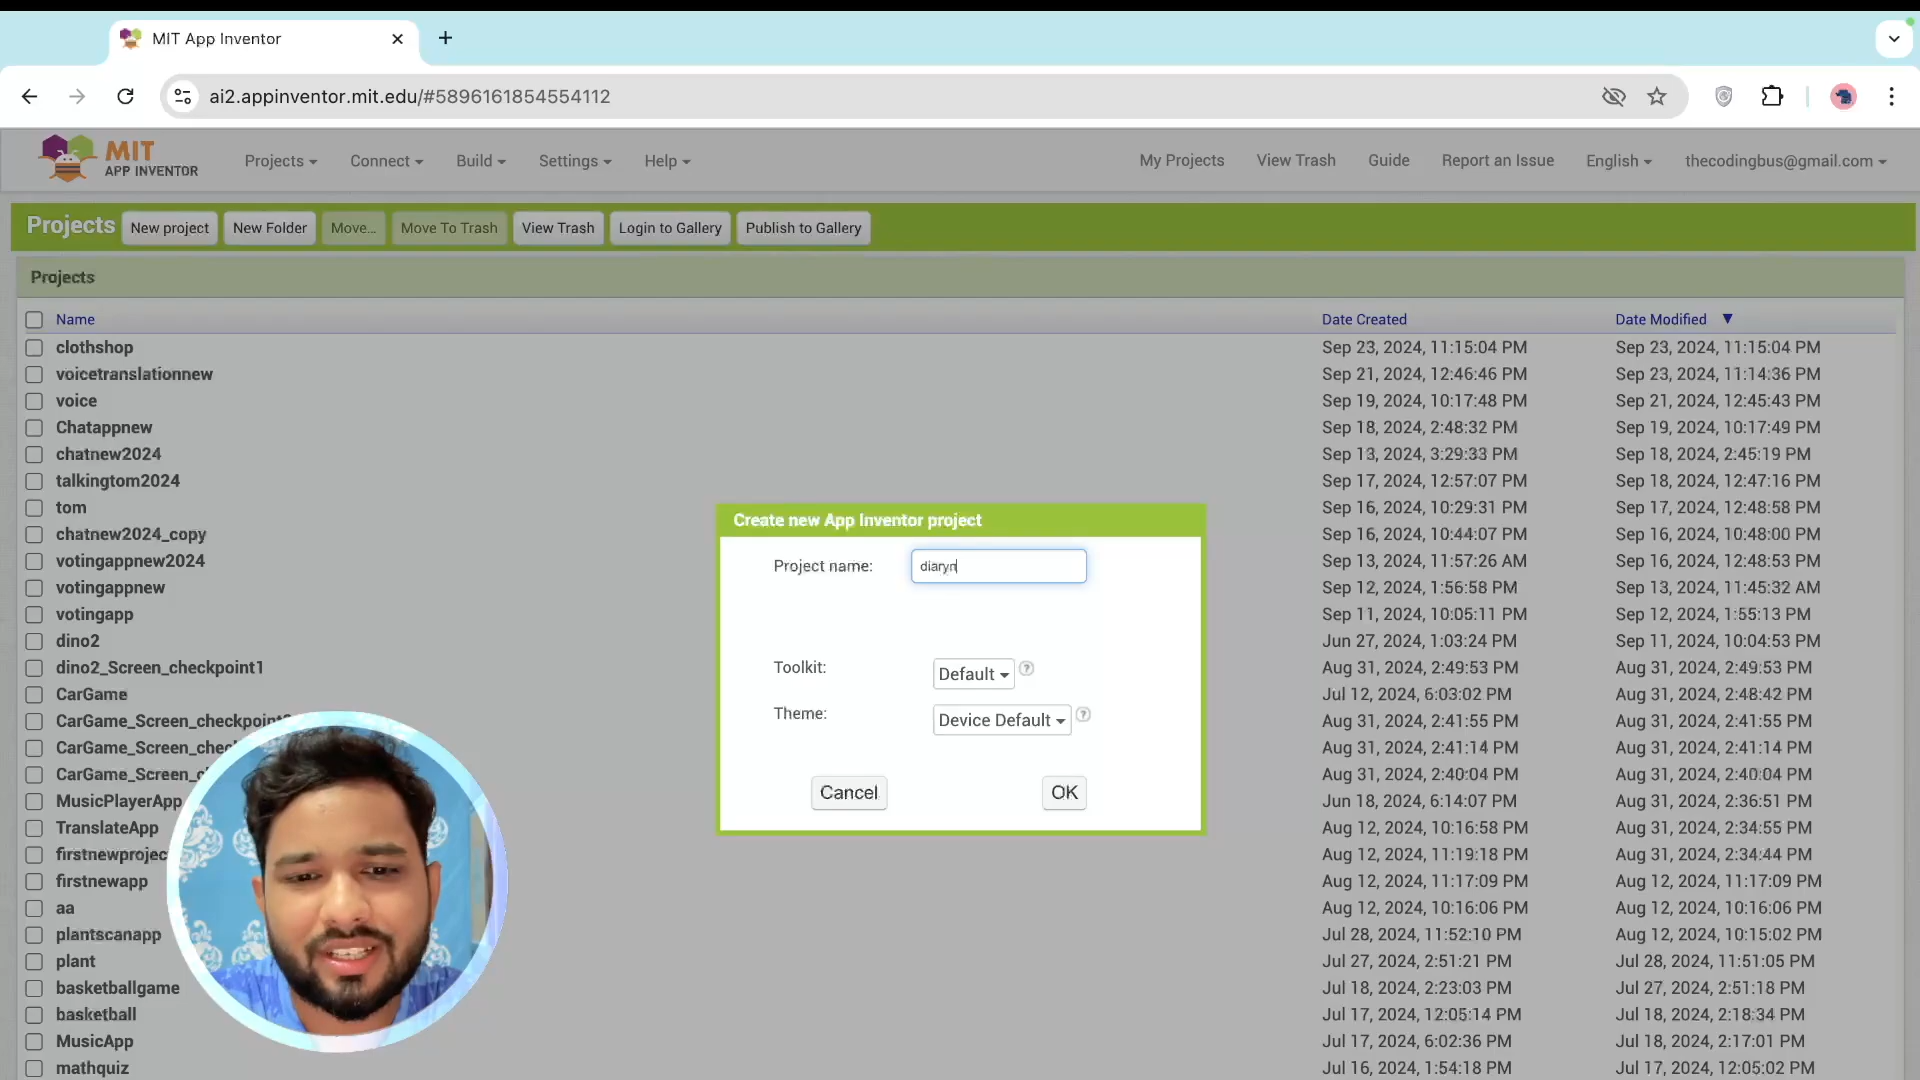 MIT App Inventor
ai2.appinventor.mit.edu/#5896161854554112
MIT
APP INVENTOR
Projects Connect Build Settings Help My Projects View Trash Guide Report an Issue English thecodingbus@gmail.com
Projects New project New Folder Move... Move To Trash View Trash Login to Gallery Publish to Gallery
Projects
Name Date Created Date Modified
clothshop Sep 23, 2024, 11:15:04 PM Sep 23, 2024, 11:15:04 PM
voicetranslationnew Sep 21, 2024, 12:46:46 PM Sep 23, 2024, 11:14:36 PM
voice Sep 19, 2024, 10:17:48 PM Sep 21, 2024, 12:45:43 PM
Chatappnew Sep 18, 2024, 2:48:32 PM Sep 19, 2024, 10:17:49 PM
chatnew2024 Sep 13, 2024, 3:29:33 PM Sep 18, 2024, 2:45:19 PM
talkingtom2024 Sep 17, 2024, 12:57:07 PM Sep 18, 2024, 12:47:16 PM
tom Sep 16, 2024, 10:29:31 PM Sep 17, 2024, 12:48:58 PM
chatnew2024_copy Sep 16, 2024, 10:44:07 PM Sep 16, 2024, 10:48:00 PM
votingappnew2024 Sep 13, 2024, 11:57:26 AM Sep 16, 2024, 12:48:53 PM
votingappnew Sep 12, 2024, 1:56:58 PM Sep 13, 2024, 11:45:32 AM
votingapp Sep 11, 2024, 10:05:11 PM Sep 12, 2024, 1:55:13 PM
dino2 Jun 27, 2024, 1:03:24 PM Sep 11, 2024, 10:04:53 PM
dino2_Screen_checkpoint1 Aug 31, 2024, 2:49:53 PM Aug 31, 2024, 2:49:53 PM
CarGame Jul 12, 2024, 6:03:02 PM Aug 31, 2024, 2:48:42 PM
CarGame_Screen_checkpoint Aug 31, 2024, 2:41:55 PM Aug 31, 2024, 2:41:55 PM
CarGame_Screen_che Aug 31, 2024, 2:41:14 PM Aug 31, 2024, 2:41:14 PM
CarGame_Screen_c Aug 31, 2024, 2:40:04 PM Aug 31, 2024, 2:40:04 PM
MusicPlayerApp Jun 18, 2024, 6:14:07 PM Aug 31, 2024, 2:36:51 PM
TranslateApp Aug 12, 2024, 10:16:58 PM Aug 31, 2024, 2:34:55 PM
firstnewprojec Aug 12, 2024, 11:19:18 PM Aug 31, 2024, 2:34:44 PM
firstnewapp Aug 12, 2024, 11:17:09 PM Aug 12, 2024, 11:17:09 PM
aa Aug 12, 2024, 10:16:06 PM Aug 12, 2024, 10:16:06 PM
plantscanapp Jul 28, 2024, 11:52:10 PM Aug 12, 2024, 10:15:02 PM
plant Jul 27, 2024, 2:51:21 PM Jul 28, 2024, 11:51:05 PM
basketballgame Jul 18, 2024, 2:23:03 PM Jul 27, 2024, 2:51:18 PM
basketball Jul 17, 2024, 12:05:14 PM Jul 18, 2024, 2:18:34 PM
MusicApp Jul 17, 2024, 6:02:36 PM Jul 18, 2024, 2:17:01 PM
mathquiz Jul 16, 2024, 1:54:18 PM Jul 17, 2024, 12:05:02 PM
Create new App Inventor project
Project name: diaryn
Toolkit: Default ?
Theme: Device Default ?
Cancel OK